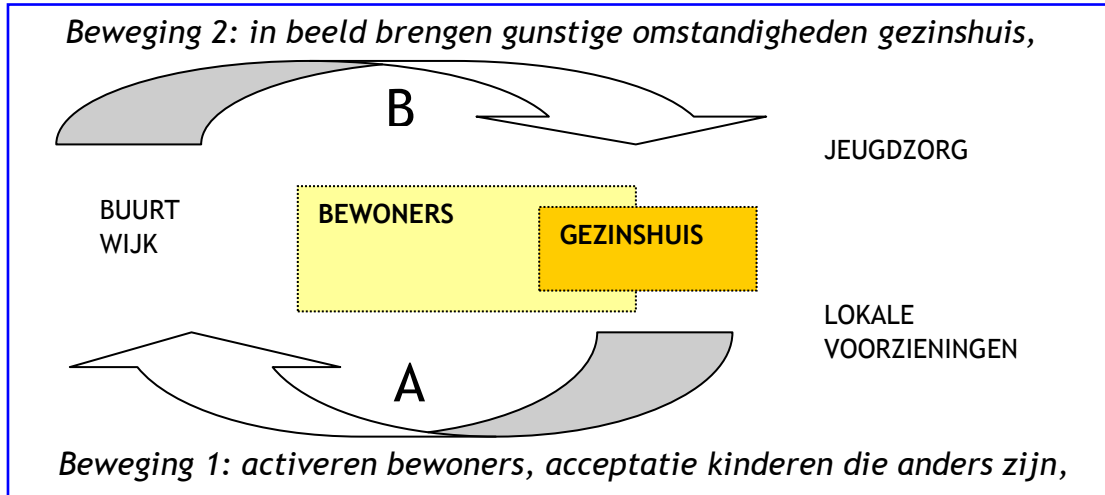 Beweging 2: in beeld brengen gunstige omstandigheden gezinshuis,
B
JEUGDZORG
BUURT
WIJK
BEWONERS
GEZINSHUIS
LOKALE
VOORZIENINGEN
A
Beweging 1: activeren bewoners, acceptatie kinderen die anders zijn,